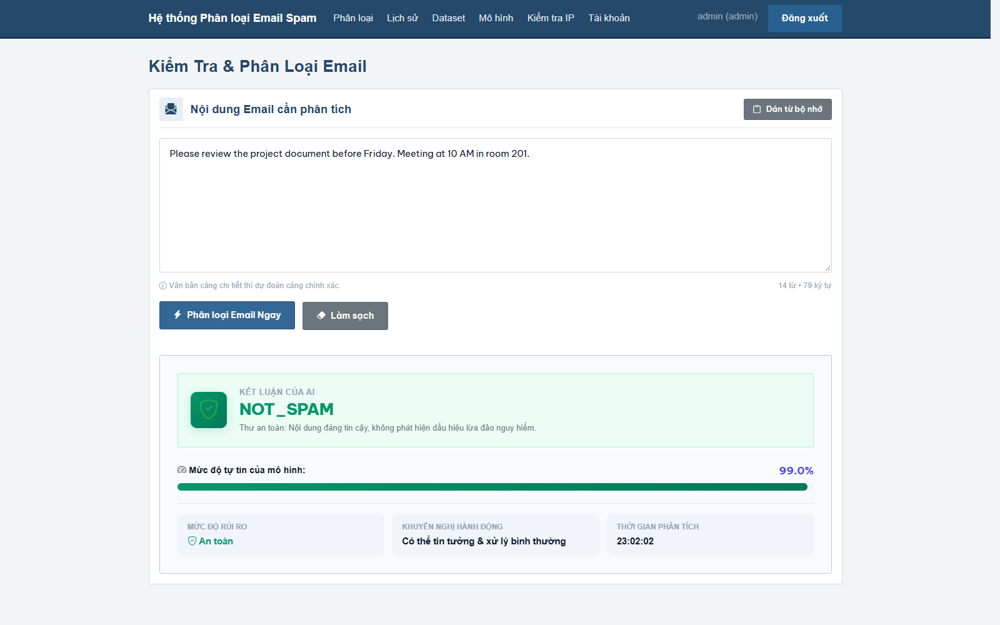 Hệ thống Phân loại Email Spam Phân loại Lịch sử Dataset Mô hình Kiểm tra IP Tài khoản admin (admin) Đăng xuất
Kiểm Tra & Phân Loại Email
Nội dung Email cần phân tích Dán từ bộ nhớ
Please review the project document before Friday. Meeting at 10 AM in room 201.
Văn bản càng chi tiết thì dự đoán càng chính xác. 14 từ • 79 ký tự
Phân loại Email Ngay Làm sạch
KẾT LUẬN CỦA AI
NOT_SPAM
Thư an toàn: Nội dung đáng tin cậy, không phát hiện dấu hiệu lừa đảo nguy hiểm.
Mức độ tự tin của mô hình: 99.0%
MỨC ĐỘ RỦI RO KHUYẾN NGHỊ HÀNH ĐỘNG THỜI GIAN PHÂN TÍCH
An toàn Có thể tin tưởng & xử lý bình thường 23:02:02